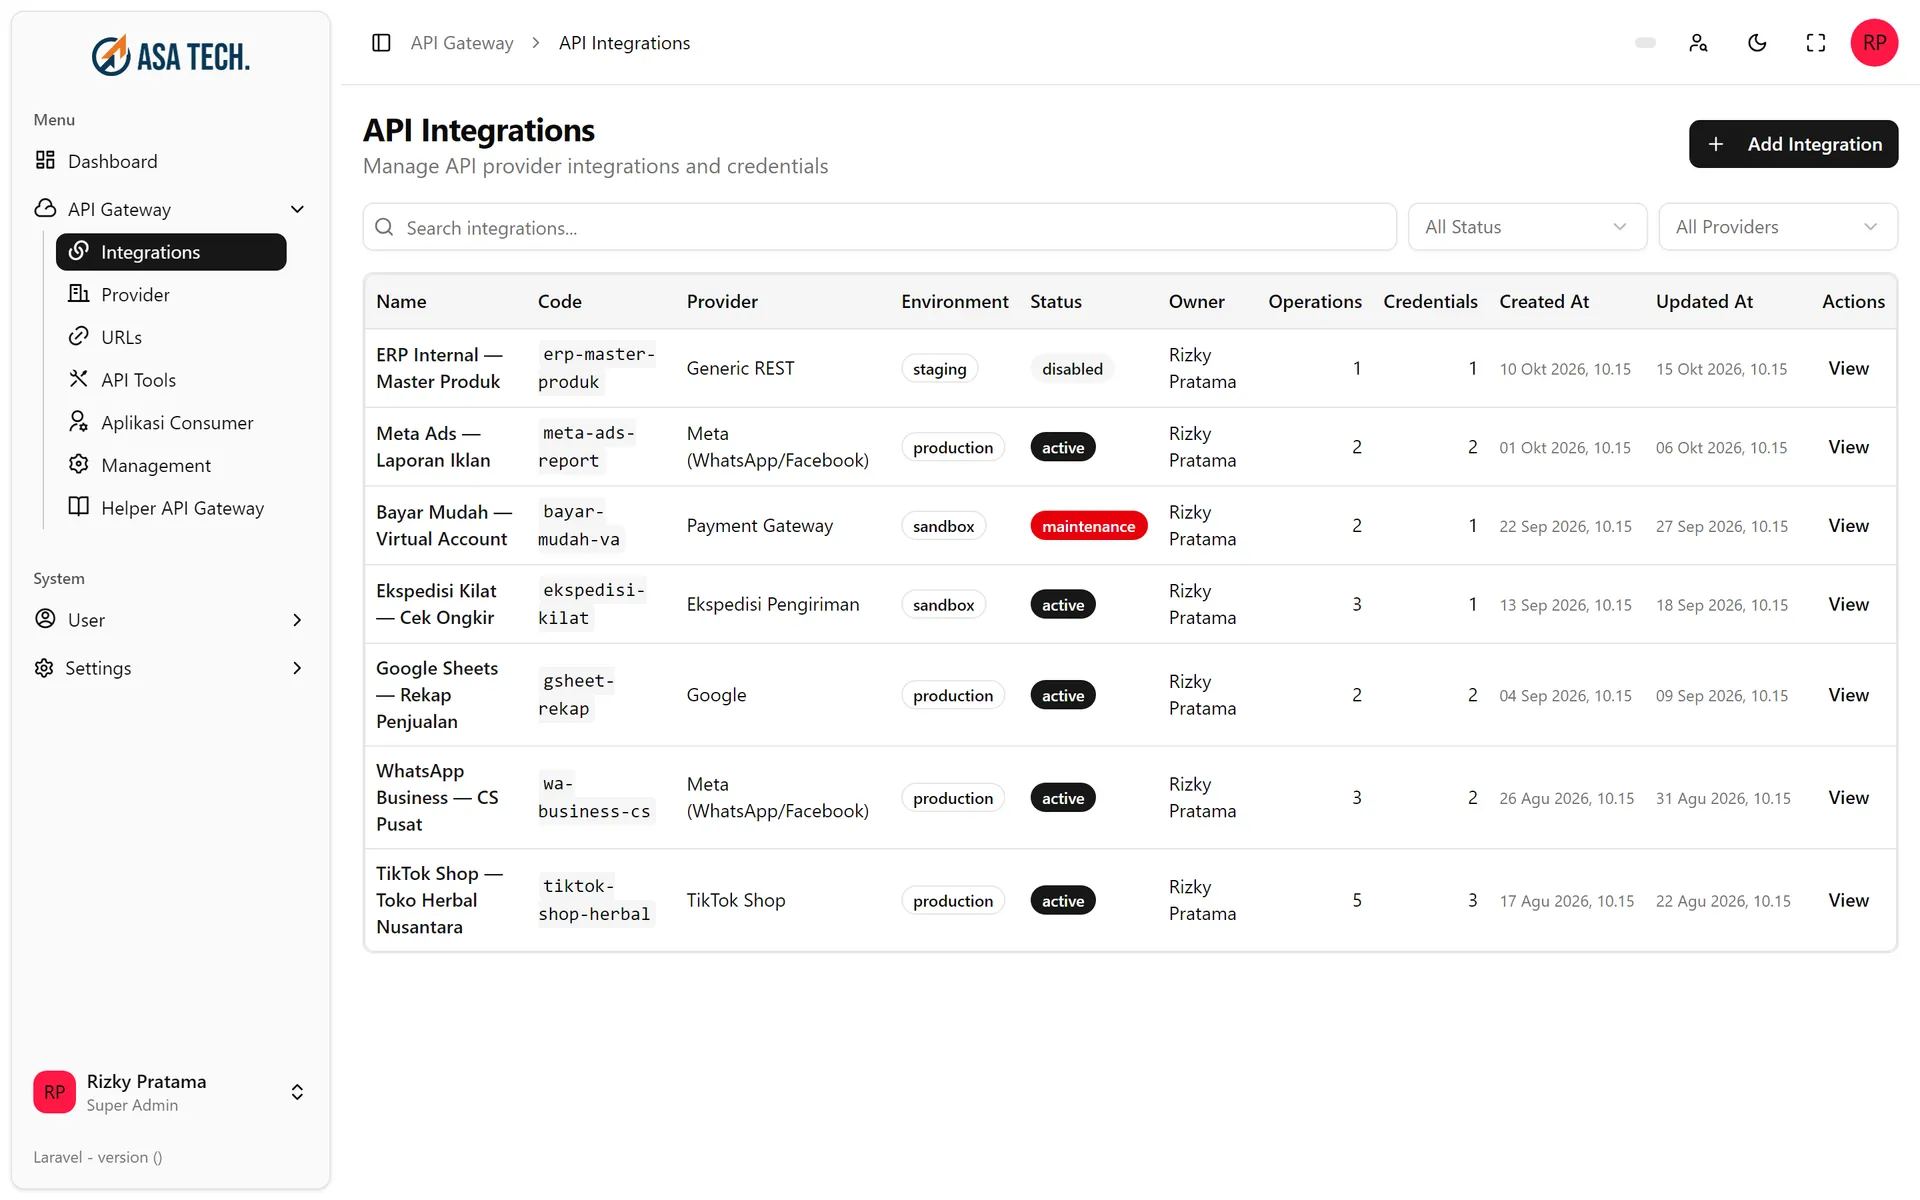 ASA TECH.
Menu
Dashboard
API Gateway
Integrations
Provider
URLs
API Tools
Aplikasi Consumer
Management
Helper API Gateway
System
User
Settings
RP
Rizky Pratama
Super Admin
Laravel - version ()
API Gateway > API Integrations
RP
API Integrations
Manage API provider integrations and credentials
+ Add Integration
Search integrations...
All Status
All Providers
Name Code Provider Environment Status Owner Operations Credentials Created At Updated At Actions
ERP Internal —
Master Produk
erp-master-
produk
Generic REST
staging
disabled
Rizky
Pratama
1
1
10 Okt 2026, 10.15
15 Okt 2026, 10.15
View
Meta Ads —
Laporan Iklan
meta-ads-
report
Meta
(WhatsApp/Facebook)
production
active
Rizky
Pratama
2
2
01 Okt 2026, 10.15
06 Okt 2026, 10.15
View
Bayar Mudah —
Virtual Account
bayar-
mudah-va
Payment Gateway
sandbox
maintenance
Rizky
Pratama
2
1
22 Sep 2026, 10.15
27 Sep 2026, 10.15
View
Ekspedisi Kilat
— Cek Ongkir
ekspedisi-
kilat
Ekspedisi Pengiriman
sandbox
active
Rizky
Pratama
3
1
13 Sep 2026, 10.15
18 Sep 2026, 10.15
View
Google Sheets
— Rekap
Penjualan
gsheet-
rekap
Google
production
active
Rizky
Pratama
2
2
04 Sep 2026, 10.15
09 Sep 2026, 10.15
View
WhatsApp
Business — CS
Pusat
wa-
business-cs
Meta
(WhatsApp/Facebook)
production
active
Rizky
Pratama
3
2
26 Agu 2026, 10.15
31 Agu 2026, 10.15
View
TikTok Shop —
Toko Herbal
Nusantara
tiktok-
shop-herbal
TikTok Shop
production
active
Rizky
Pratama
5
3
17 Agu 2026, 10.15
22 Agu 2026, 10.15
View